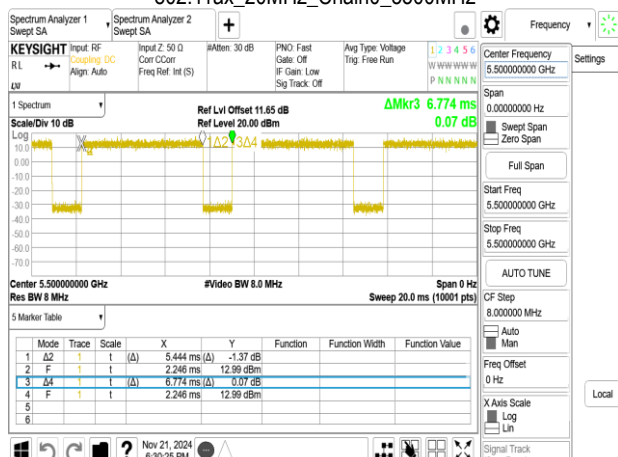 Spectrum Analyzer 1
Swept SA
Spectrum Analyzer 2
Swept SA
+
Frequency
KEYSIGHT
RL
Input: RF
Coupling: DC
Align: Auto
Input Z: 50 Ω
Corr CCorr
Freq Ref: Int (S)
#Atten: 30 dB
PNO: Fast
Gate: Off
IF Gain: Low
Sig Track: Off
Avg Type: Voltage
Trig: Free Run
1 2 3 4 5 6
W W W W W W
P N N N N N
1 Spectrum
Scale/Div 10 dB
Ref Lvl Offset 11.65 dB
Ref Level 20.00 dBm
ΔMkr3 6.774 ms
0.07 dB
Log
10.0
0.00
-10.0
-20.0
-30.0
-40.0
-50.0
-60.0
-70.0
1Δ2
3Δ4
Center 5.500000000 GHz
Res BW 8 MHz
#Video BW 8.0 MHz
Span 0 Hz
Sweep 20.0 ms (10001 pts)
5 Marker Table
Mode Trace Scale X Y Function Function Width Function Value
1 Δ2 1 t (Δ) 5.444 ms (Δ) -1.37 dB
2 F 1 t 2.246 ms 12.99 dBm
3 Δ4 1 t (Δ) 6.774 ms (Δ) 0.07 dB
4 F 1 t 2.246 ms 12.99 dBm
5
6
?
Nov 21, 2024
6:30:25 PM
Center Frequency
5.500000000 GHz
Span
0.00000000 Hz
Swept Span
Zero Span
Full Span
Start Freq
5.500000000 GHz
Stop Freq
5.500000000 GHz
AUTO TUNE
CF Step
8.000000 MHz
Auto
Man
Freq Offset
0 Hz
X Axis Scale
Log
Lin
Signal Track
Settings
Local